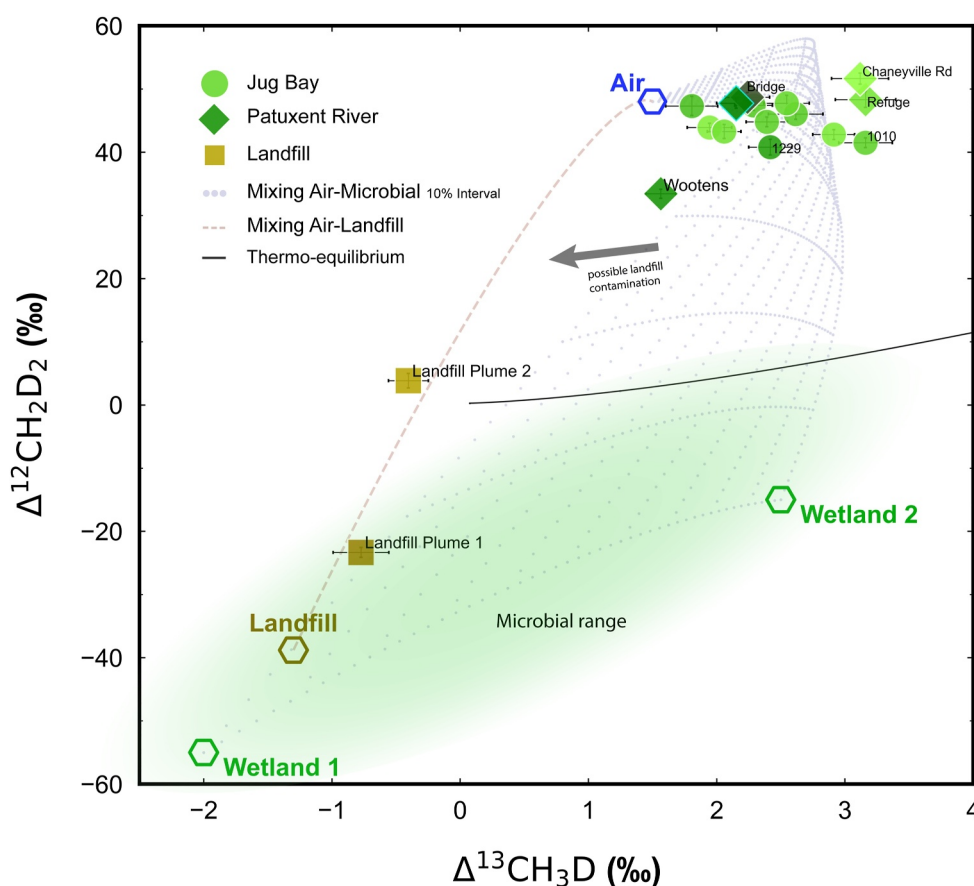 60
40
20
0
−20
−40
−60
Δ¹²CH₂D₂ (‰)
Jug Bay
Patuxent River
Landfill
Mixing Air-Microbial 10% Interval
Mixing Air-Landfill
Thermo-equilibrium
Air
Bridge
Chaneyville Rd
Refuge
1229
1010
Wootens
possible landfill
contamination
Landfill Plume 2
Landfill Plume 1
Landfill
Microbial range
Wetland 2
Wetland 1
−2
−1
0
1
2
3
4
Δ¹³CH₃D (‰)